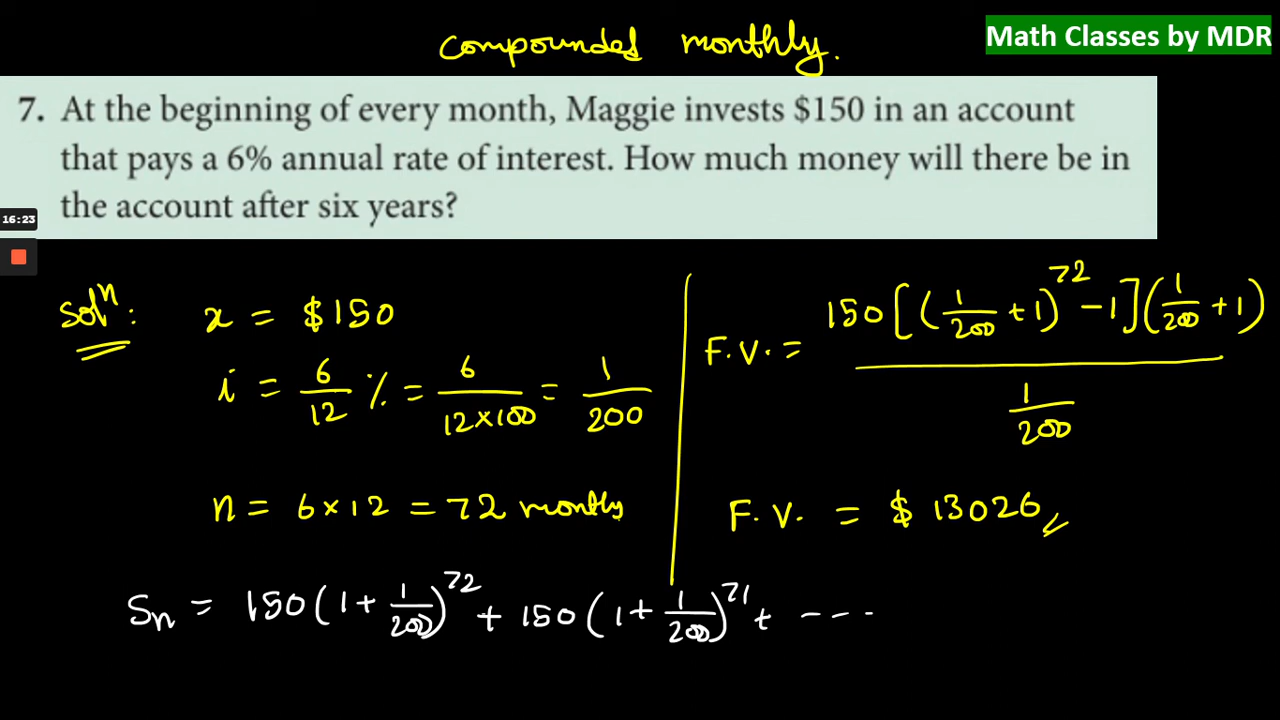 compounded monthly.
Math Classes by MDR
7. At the beginning of every month, Maggie invests $150 in an account
that pays a 6% annual rate of interest. How much money will there be in
the account after six years?
16:23
Solⁿ: x = $150
i = 6/12 % = 6/(12×100) = 1/200
n = 6×12 = 72 monthly
F.V. = 150[(1/200 + 1)^72 − 1](1/200 + 1) / (1/200)
F.V. = $ 13026
Sn = 150(1 + 1/200)^72 + 150(1 + 1/200)^71 + ----